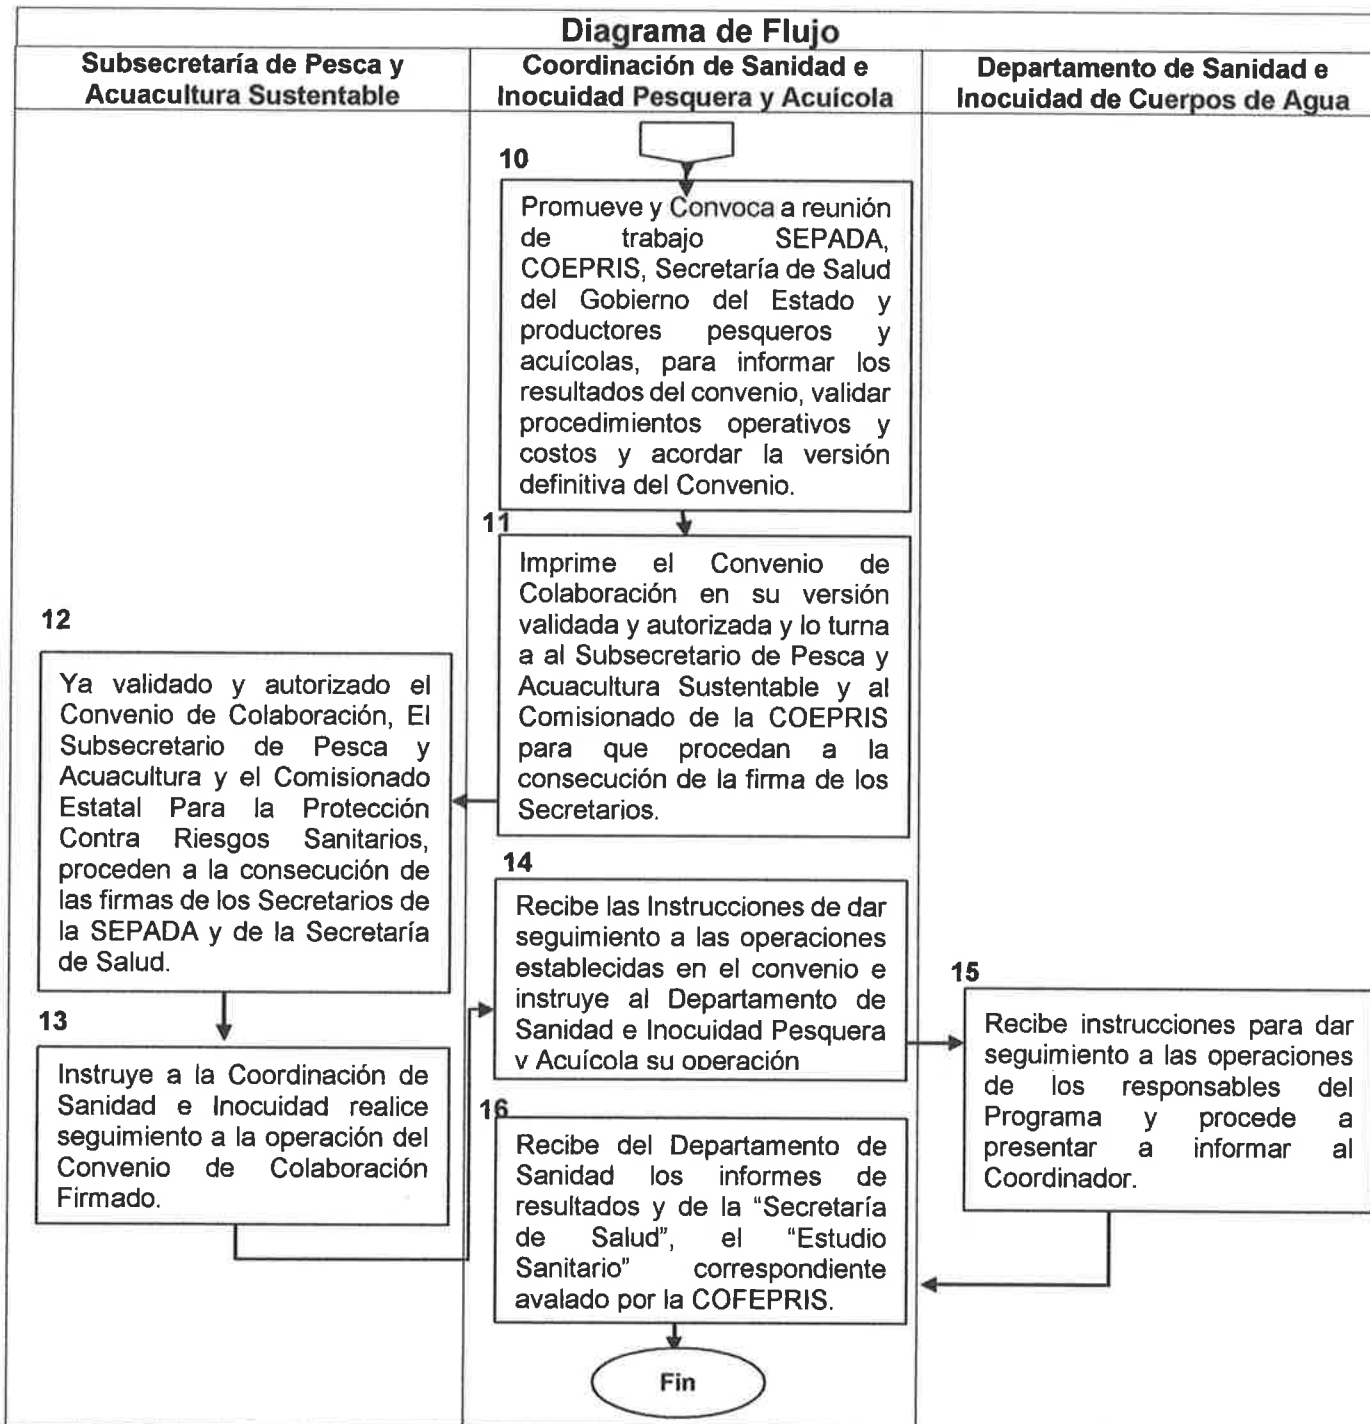 Diagrama de Flujo
Subsecretaría de Pesca y
Acuacultura Sustentable
Coordinación de Sanidad e
Inocuidad Pesquera y Acuícola
Departamento de Sanidad e
Inocuidad de Cuerpos de Agua
10
Promueve y Convoca a reunión
de trabajo SEPADA,
COEPRIS, Secretaría de Salud
del Gobierno del Estado y
productores pesqueros y
acuícolas, para informar los
resultados del convenio, validar
procedimientos operativos y
costos y acordar la versión
definitiva del Convenio.
11
Imprime el Convenio de
Colaboración en su versión
validada y autorizada y lo turna
a al Subsecretario de Pesca y
Acuacultura Sustentable y al
Comisionado de la COEPRIS
para que procedan a la
consecución de la firma de los
Secretarios.
12
Ya validado y autorizado el
Convenio de Colaboración, El
Subsecretario de Pesca y
Acuacultura y el Comisionado
Estatal Para la Protección
Contra Riesgos Sanitarios,
proceden a la consecución de
las firmas de los Secretarios de
la SEPADA y de la Secretaría
de Salud.
13
Instruye a la Coordinación de
Sanidad e Inocuidad realice
seguimiento a la operación del
Convenio de Colaboración
Firmado.
14
Recibe las Instrucciones de dar
seguimiento a las operaciones
establecidas en el convenio e
instruye al Departamento de
Sanidad e Inocuidad Pesquera
y Acuícola su operación
15
Recibe instrucciones para dar
seguimiento a las operaciones
de los responsables del
Programa y procede a
presentar a informar al
Coordinador.
16
Recibe del Departamento de
Sanidad los informes de
resultados y de la “Secretaría
de Salud”, el “Estudio
Sanitario” correspondiente
avalado por la COFEPRIS.
Fin